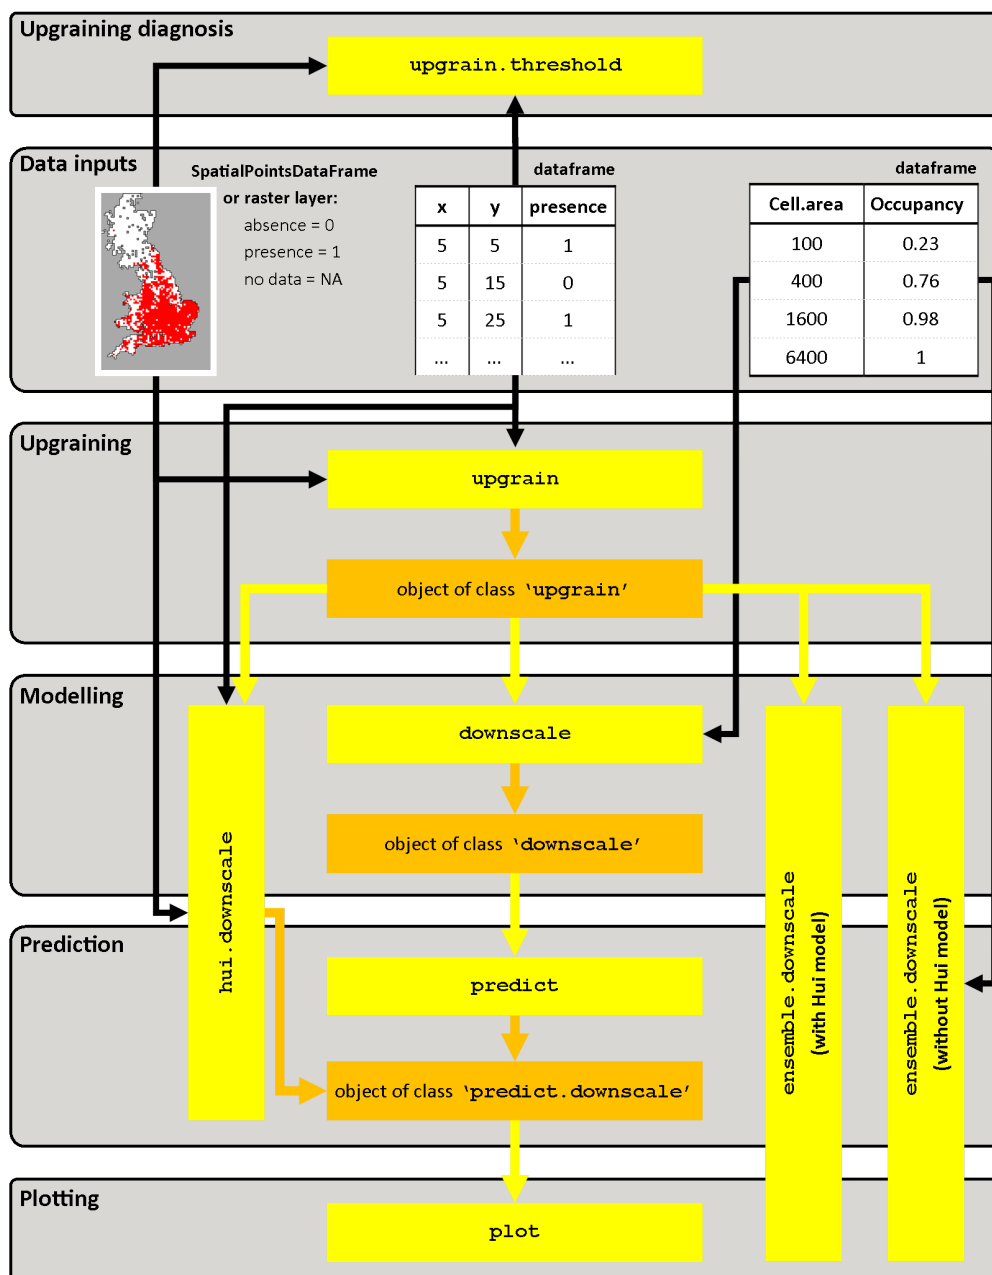 Upgraining diagnosis
upgrain.threshold
Data inputs
SpatialPointsDataFrame
or raster layer:
absence = 0
presence = 1
no data = NA
dataframe
x y presence
5 5 1
5 15 0
5 25 1
... ... ...
dataframe
Cell.area Occupancy
100 0.23
400 0.76
1600 0.98
6400 1
Upgraining
upgrain
object of class ‘upgrain’
Modelling
downscale
object of class ‘downscale’
hui.downscale
ensemble.downscale
(with Hui model)
ensemble.downscale
(without Hui model)
Prediction
predict
object of class ‘predict.downscale’
Plotting
plot